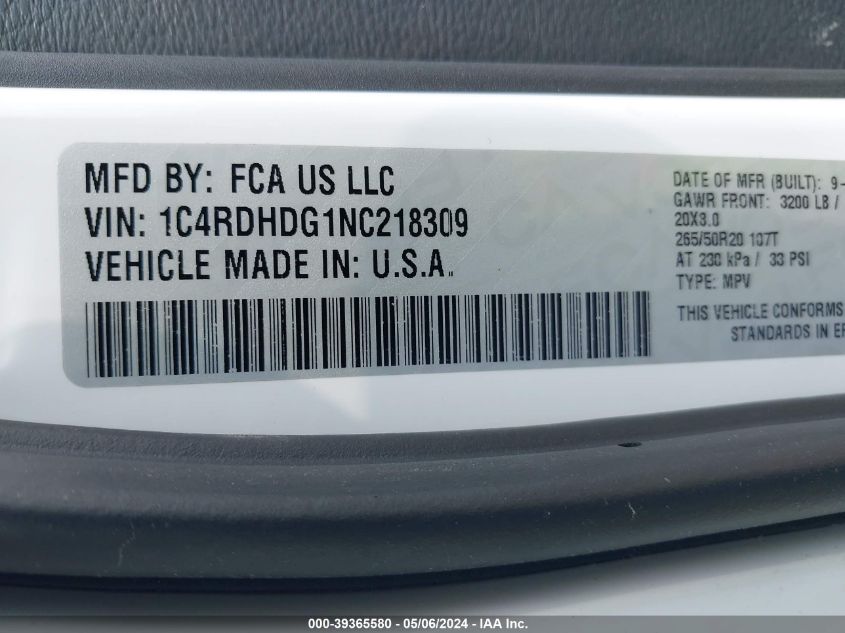 MFD BY: FCA US LLC
VIN: 1C4RDHDG1NC218309
VEHICLE MADE IN: U.S.A.
DATE OF MFR (BUILT): 9-
GAWR FRONT: 3200 LB /
20X8.0
265/50R20 107T
AT 230 kPa / 33 PSI
TYPE: MPV
THIS VEHICLE CONFORMS
STANDARDS IN EF
000-39365580 - 05/06/2024 - IAA Inc.